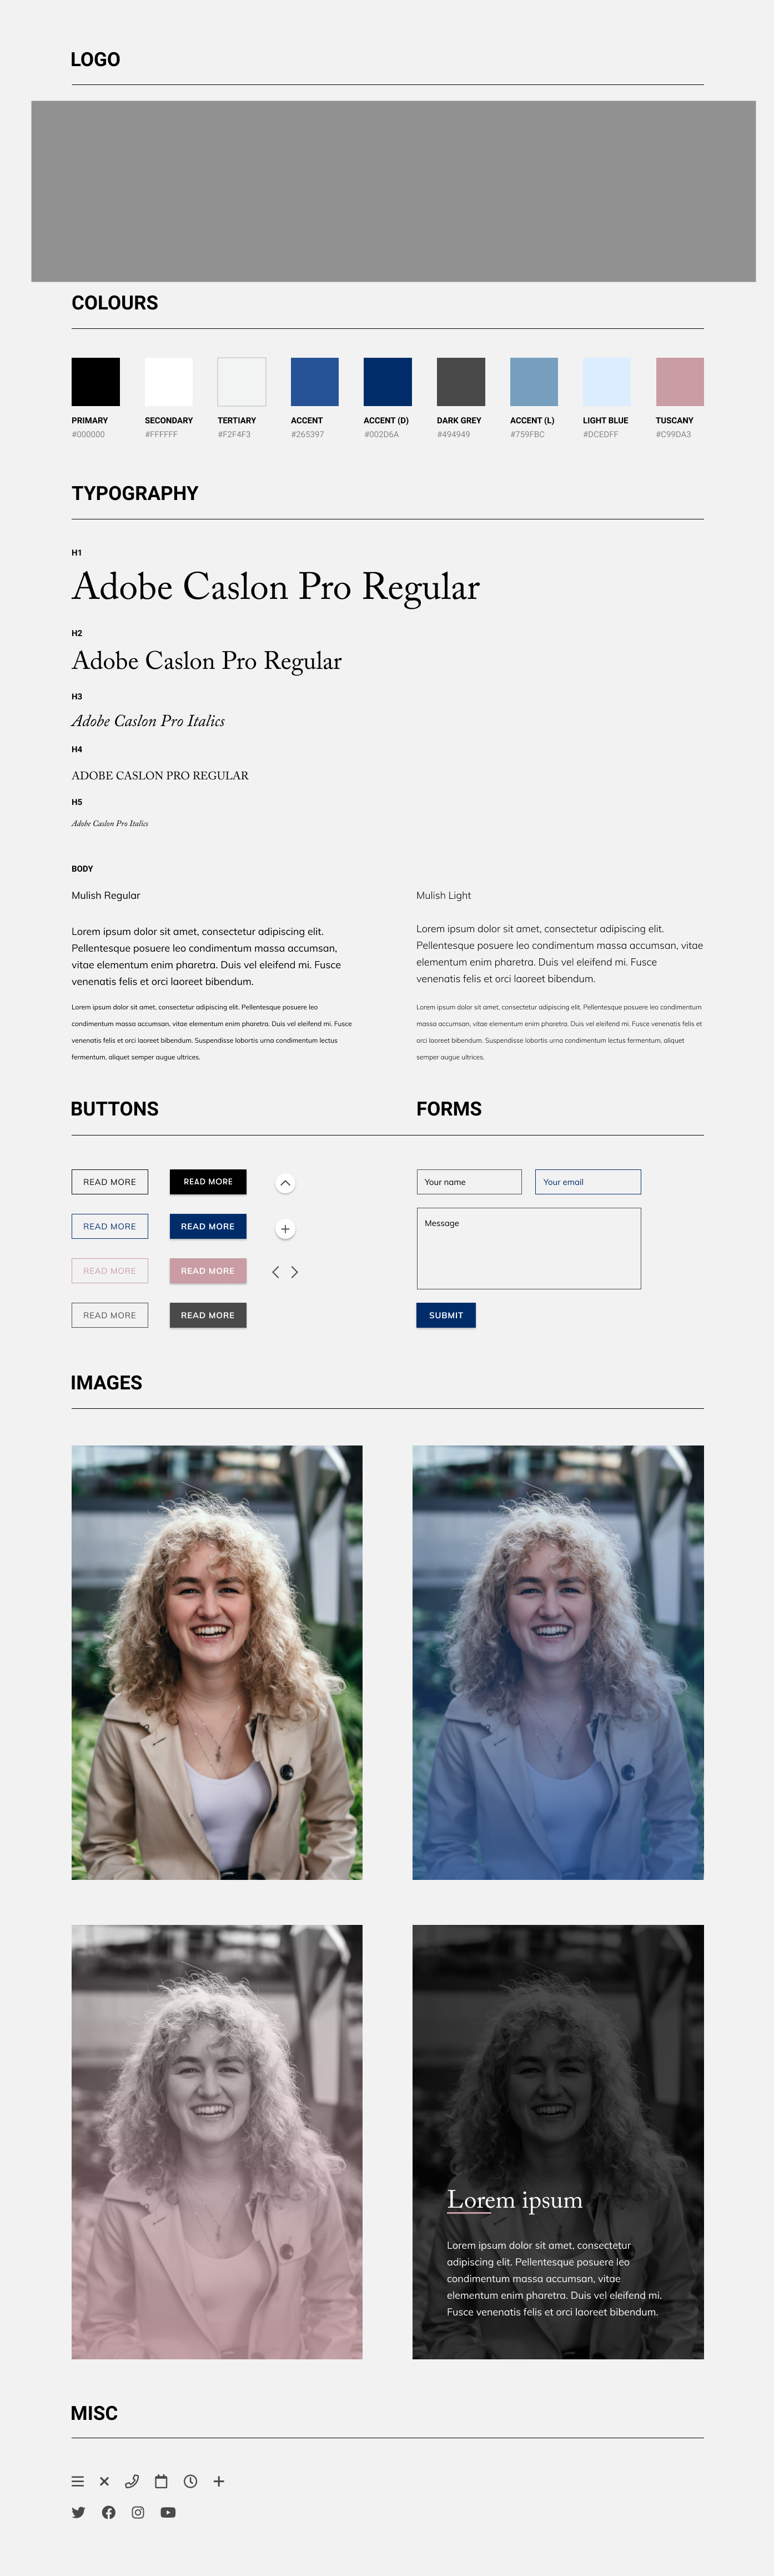 LOGO
COLOURS
PRIMARY
#000000
SECONDARY
#FFFFFF
TERTIARY
#F2F4F3
ACCENT
#265397
ACCENT (D)
#002D6A
DARK GREY
#494949
ACCENT (L)
#759FBC
LIGHT BLUE
#DCEDFF
TUSCANY
#C99DA3
TYPOGRAPHY
H1
Adobe Caslon Pro Regular
H2
Adobe Caslon Pro Regular
H3
Adobe Caslon Pro Italics
H4
ADOBE CASLON PRO REGULAR
H5
Adobe Caslon Pro Italics
BODY
Mulish Regular
Lorem ipsum dolor sit amet, consectetur adipiscing elit.
Pellentesque posuere leo condimentum massa accumsan,
vitae elementum enim pharetra. Duis vel eleifend mi. Fusce
venenatis felis et orci laoreet bibendum.
Lorem ipsum dolor sit amet, consectetur adipiscing elit. Pellentesque posuere leo
condimentum massa accumsan, vitae elementum enim pharetra. Duis vel eleifend mi. Fusce
venenatis felis et orci laoreet bibendum. Suspendisse lobortis urna condimentum lectus
fermentum, aliquet semper augue ultrices.
Mulish Light
Lorem ipsum dolor sit amet, consectetur adipiscing elit.
Pellentesque posuere leo condimentum massa accumsan, vitae
elementum enim pharetra. Duis vel eleifend mi. Fusce
venenatis felis et orci laoreet bibendum.
Lorem ipsum dolor sit amet, consectetur adipiscing elit. Pellentesque posuere leo condimentum
massa accumsan, vitae elementum enim pharetra. Duis vel eleifend mi. Fusce venenatis felis et
orci laoreet bibendum. Suspendisse lobortis urna condimentum lectus fermentum, aliquet
semper augue ultrices.
BUTTONS
READ MORE
READ MORE
READ MORE
READ MORE
READ MORE
READ MORE
READ MORE
READ MORE
FORMS
Your name
Your email
Message
SUBMIT
IMAGES
Lorem ipsum
Lorem ipsum dolor sit amet, consectetur
adipiscing elit. Pellentesque posuere leo
condimentum massa accumsan, vitae
elementum enim pharetra. Duis vel eleifend mi.
Fusce venenatis felis et orci laoreet bibendum.
MISC